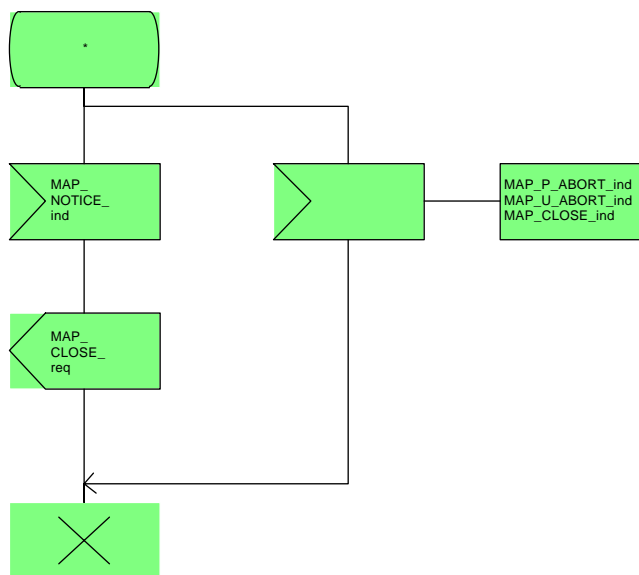 *
MAP_
NOTICE_
ind
MAP_P_ABORT_ind
MAP_U_ABORT_ind
MAP_CLOSE_ind
MAP_
CLOSE_
req